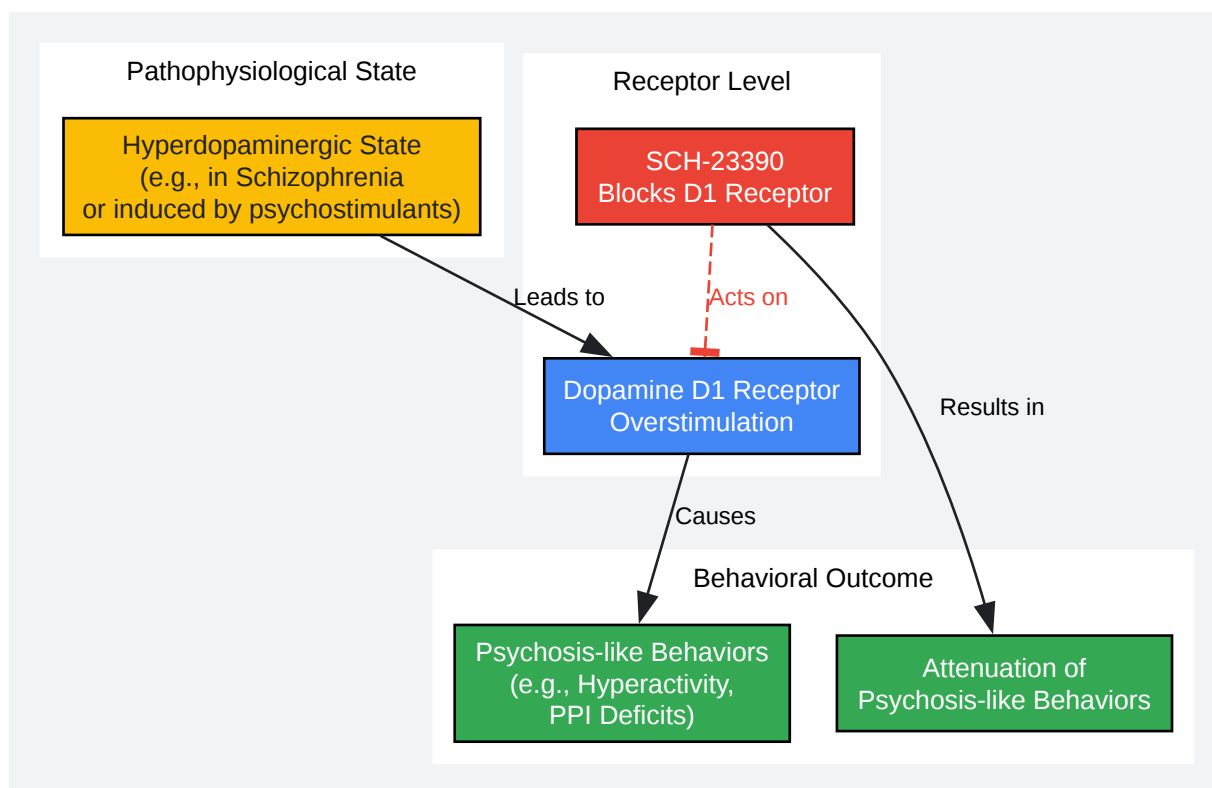 Pathophysiological State
Hyperdopaminergic State
(e.g., in Schizophrenia
or induced by psychostimulants)
Receptor Level
SCH-23390
Blocks D1 Receptor
Leads to
Acts on
Dopamine D1 Receptor
Overstimulation
Results in
Causes
Behavioral Outcome
Psychosis-like Behaviors
(e.g., Hyperactivity,
PPI Deficits)
Attenuation of
Psychosis-like Behaviors